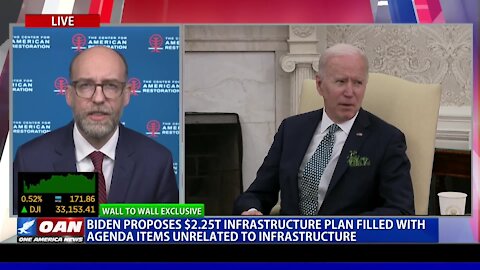 LIVE
THE CENTER FOR
AMERICAN
RESTORATION
0.52%
171.86
DJI
33,153.41
WALL TO WALL EXCLUSIVE
BIDEN PROPOSES $2.25T INFRASTRUCTURE PLAN FILLED WITH
AGENDA ITEMS UNRELATED TO INFRASTRUCTURE
OAN
ONE AMERICA NEWS